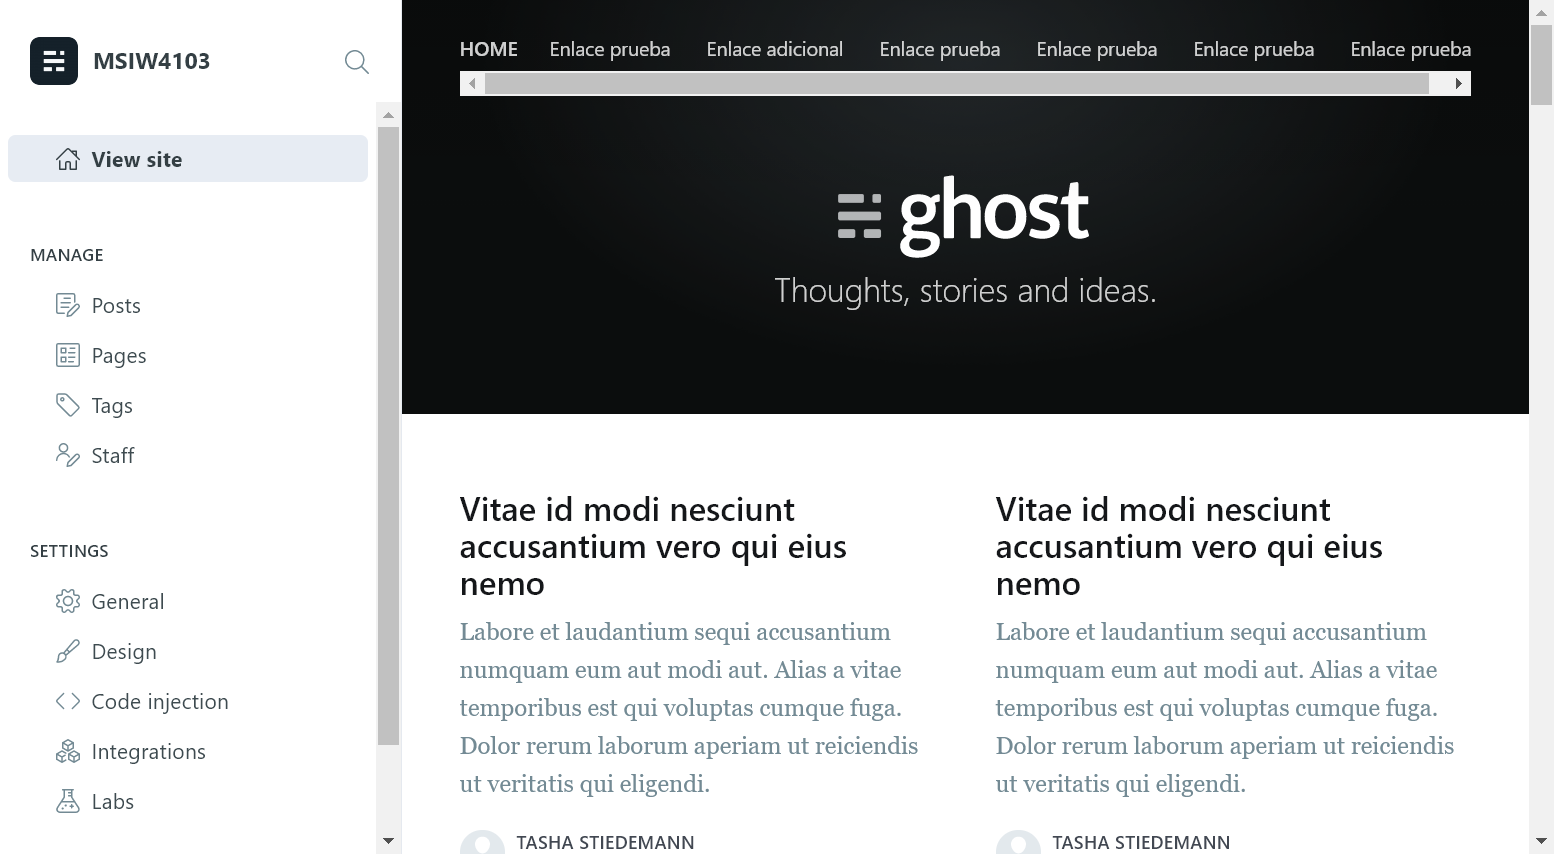 MSIW4103
View site
MANAGE
Posts
Pages
Tags
Staff
SETTINGS
General
Design
Code injection
Integrations
Labs
HOME Enlace prueba Enlace adicional Enlace prueba Enlace prueba Enlace prueba Enlace prueba
ghost
Thoughts, stories and ideas.
Vitae id modi nesciunt
accusantium vero qui eius
nemo
Labore et laudantium sequi accusantium
numquam eum aut modi aut. Alias a vitae
temporibus est qui voluptas cumque fuga.
Dolor rerum laborum aperiam ut reiciendis
ut veritatis qui eligendi.
TASHA STIEDEMANN
Vitae id modi nesciunt
accusantium vero qui eius
nemo
Labore et laudantium sequi accusantium
numquam eum aut modi aut. Alias a vitae
temporibus est qui voluptas cumque fuga.
Dolor rerum laborum aperiam ut reiciendis
ut veritatis qui eligendi.
TASHA STIEDEMANN